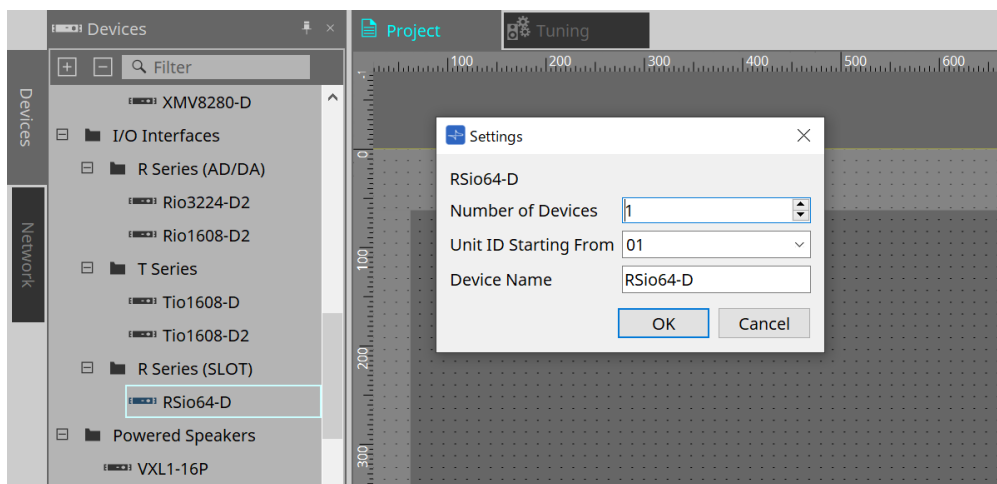 Devices
Project
Tuning
Filter
100 200 300 400 500 600
Devices
Network
XMV8280-D
I/O Interfaces
R Series (AD/DA)
Rio3224-D2
Rio1608-D2
T Series
Tio1608-D
Tio1608-D2
R Series (SLOT)
RSio64-D
Powered Speakers
VXL1-16P
0
100
200
300
Settings
RSio64-D
Number of Devices 1
Unit ID Starting From 01
Device Name RSio64-D
OK Cancel